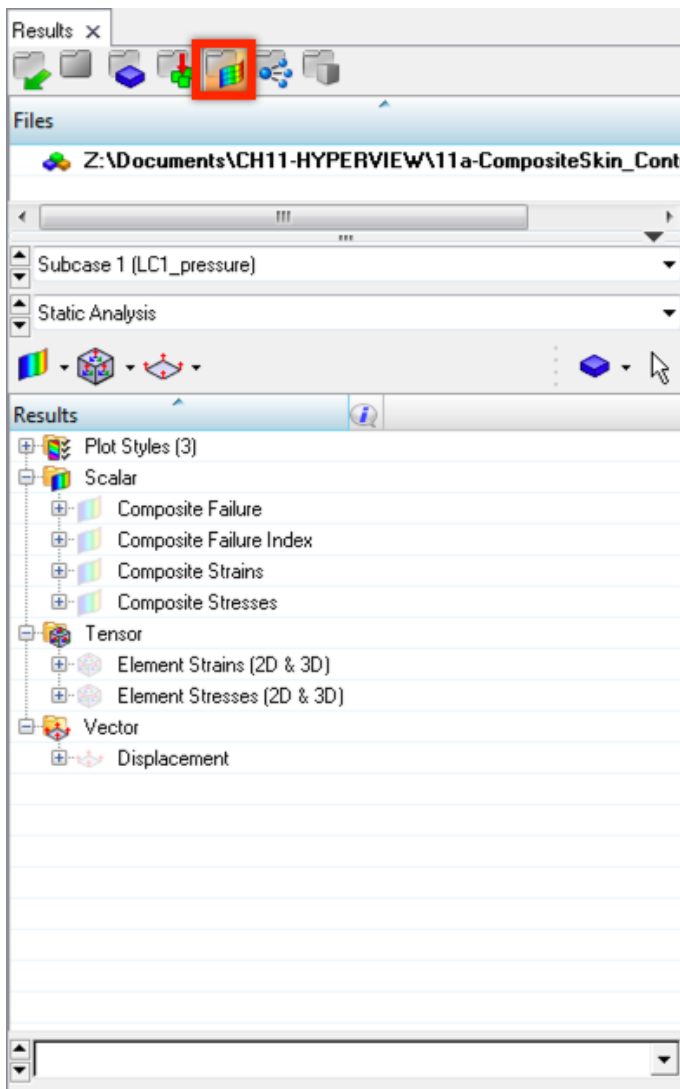 Results
Files
Z:\Documents\CH11-HYPERVIEW\11a-CompositeSkin_Cont
Subcase 1 (LC1_pressure)
Static Analysis
Results
Plot Styles (3)
Scalar
Composite Failure
Composite Failure Index
Composite Strains
Composite Stresses
Tensor
Element Strains (2D & 3D)
Element Stresses (2D & 3D)
Vector
Displacement